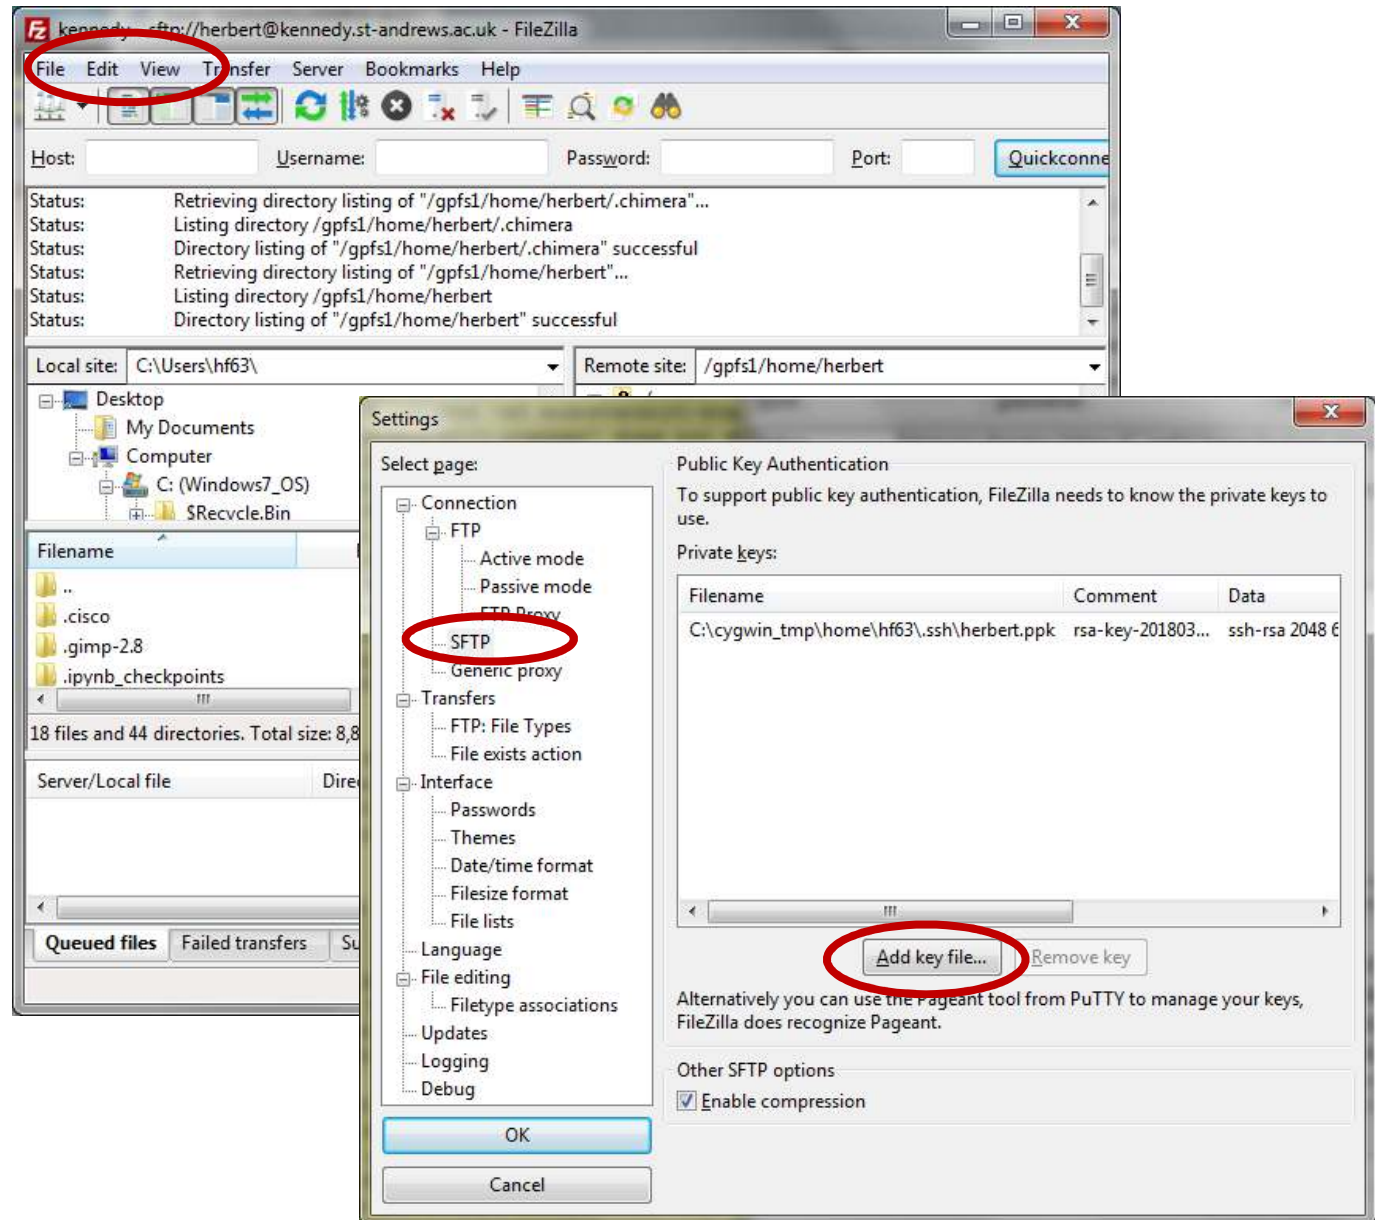 kennedy - sftp://herbert@kennedy.st-andrews.ac.uk - FileZilla
File Edit View Transfer Server Bookmarks Help
Host: Username: Password: Port: Quickconne
Status: Retrieving directory listing of "/gpfs1/home/herbert/.chimera"...
Status: Listing directory /gpfs1/home/herbert/.chimera
Status: Directory listing of "/gpfs1/home/herbert/.chimera" successful
Status: Retrieving directory listing of "/gpfs1/home/herbert"...
Status: Listing directory /gpfs1/home/herbert
Status: Directory listing of "/gpfs1/home/herbert" successful
Local site: C:\Users\hf63\ Remote site: /gpfs1/home/herbert
Desktop
My Documents
Computer
C: (Windows7_OS)
$Recycle.Bin
Filename
..
.cisco
.gimp-2.8
.ipynb_checkpoints
18 files and 44 directories. Total size: 8,8
Server/Local file Dire
Queued files Failed transfers Su
Settings
Select page:
Connection
FTP
Active mode
Passive mode
FTP Proxy
SFTP
Generic proxy
Transfers
FTP: File Types
File exists action
Interface
Passwords
Themes
Date/time format
Filesize format
File lists
Language
File editing
Filetype associations
Updates
Logging
Debug
OK
Cancel
Public Key Authentication
To support public key authentication, FileZilla needs to know the private keys to
use.
Private keys:
Filename Comment Data
C:\cygwin_tmp\home\hf63\.ssh\herbert.ppk rsa-key-201803... ssh-rsa 2048 6
Add key file... Remove key
Alternatively you can use the Pageant tool from PuTTY to manage your keys,
FileZilla does recognize Pageant.
Other SFTP options
Enable compression